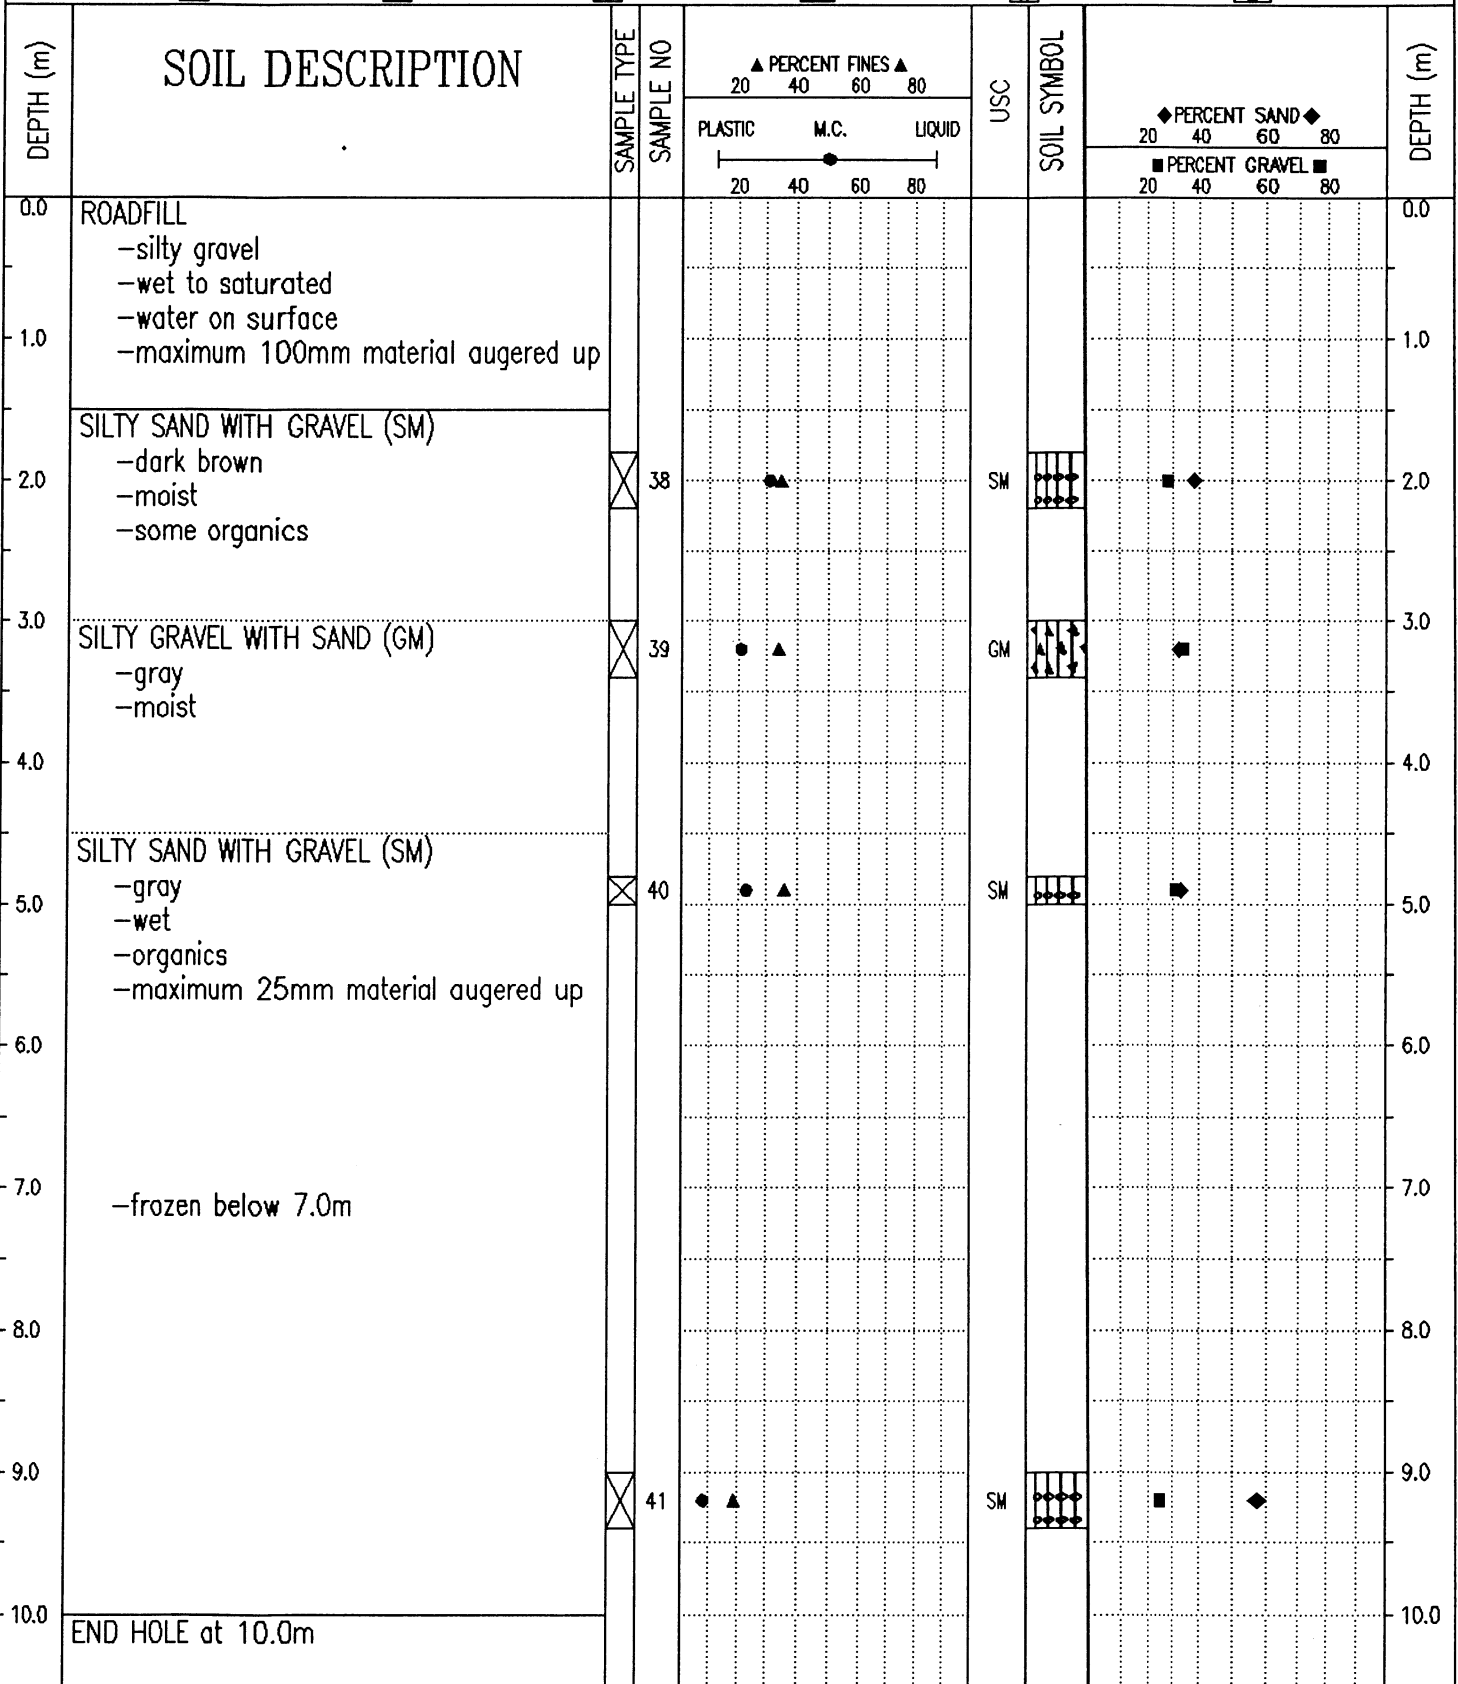 DEPTH (m)
SOIL DESCRIPTION
SAMPLE TYPE
SAMPLE NO
▲ PERCENT FINES ▲
20 40 60 80
PLASTIC M.C. LIQUID
20 40 60 80
USC
SOIL SYMBOL
◆PERCENT SAND◆
20 40 60 80
■PERCENT GRAVEL■
20 40 60 80
DEPTH (m)
0.0 0.0
ROADFILL
-silty gravel
-wet to saturated
-water on surface
1.0 1.0
-maximum 100mm material augered up
SILTY SAND WITH GRAVEL (SM)
-dark brown
2.0 38 SM 2.0
-moist
-some organics
3.0 3.0
SILTY GRAVEL WITH SAND (GM)
39 GM
-gray
-moist
4.0 4.0
SILTY SAND WITH GRAVEL (SM)
-gray 40 SM
5.0 5.0
-wet
-organics
-maximum 25mm material augered up
6.0 6.0
7.0 7.0
-frozen below 7.0m
8.0 8.0
9.0 9.0
41 SM
10.0 10.0
END HOLE at 10.0m